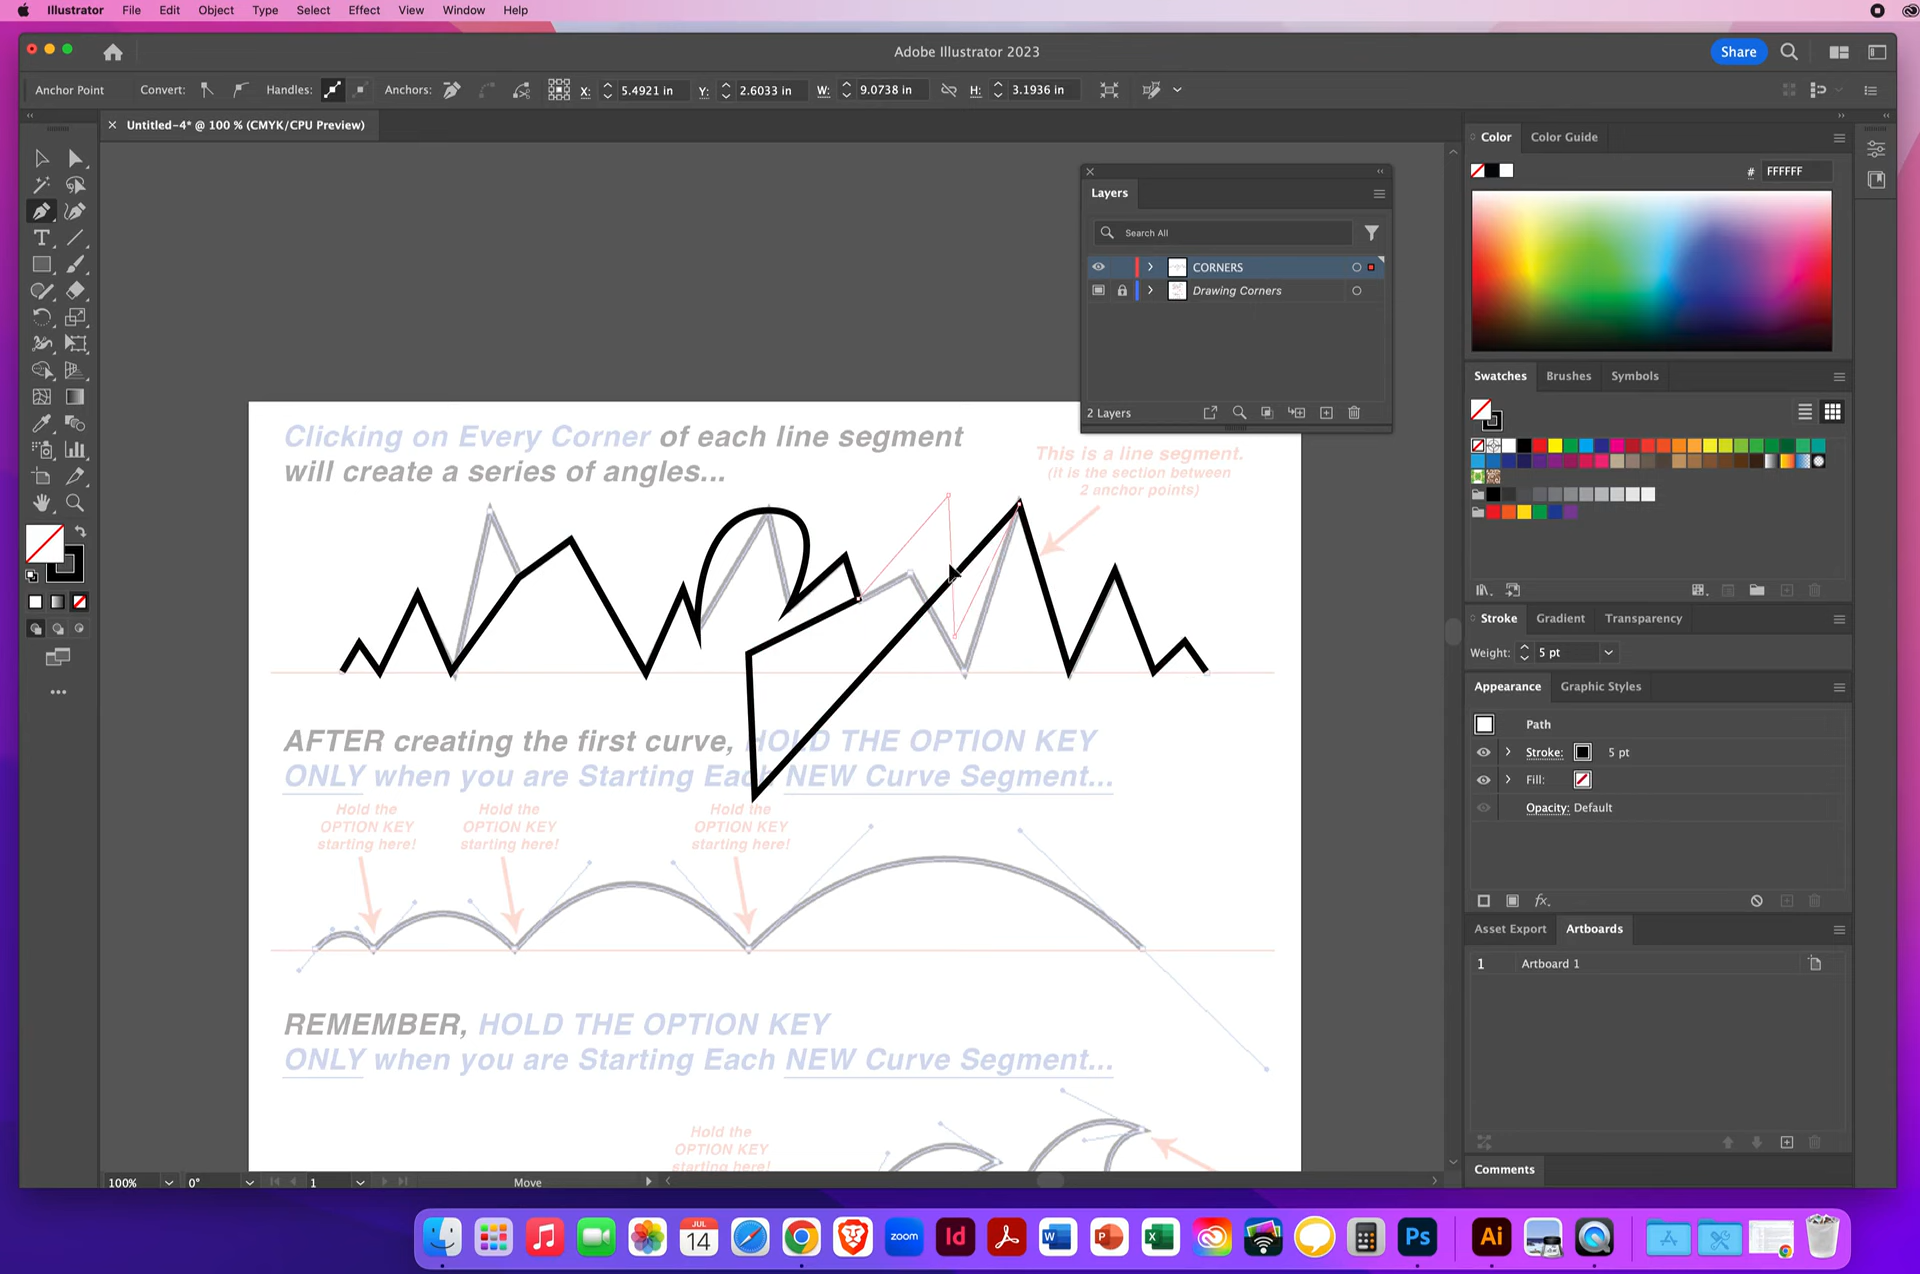 Illustrator File Edit Object Type Select Effect View Window Help
Adobe Illustrator 2023
Share
Anchor Point Convert: Handles: Anchors: X: 5.4921 in Y: 2.6033 in W: 9.0738 in H: 3.1936 in
Untitled-4* @ 100 % (CMYK/CPU Preview)
Layers
Search All
CORNERS
Drawing Corners
2 Layers
Clicking on Every Corner of each line segment
will create a series of angles...
This is a line segment.
(it is the section between
2 anchor points)
AFTER creating the first curve, HOLD THE OPTION KEY
ONLY when you are Starting Each NEW Curve Segment...
Hold the
OPTION KEY
starting here!
Hold the
OPTION KEY
starting here!
Hold the
OPTION KEY
starting here!
REMEMBER, HOLD THE OPTION KEY
ONLY when you are Starting Each NEW Curve Segment...
Hold the
OPTION KEY
starting here!
100% 0° 1 Move
Color Color Guide
# FFFFFF
Swatches Brushes Symbols
Stroke Gradient Transparency
Weight: 5 pt
Appearance Graphic Styles
Path
Stroke: 5 pt
Fill:
Opacity: Default
fx.
Asset Export Artboards
1 Artboard 1
Comments
JUL
14
zoom
Id
W
P
X
Ps
Ai